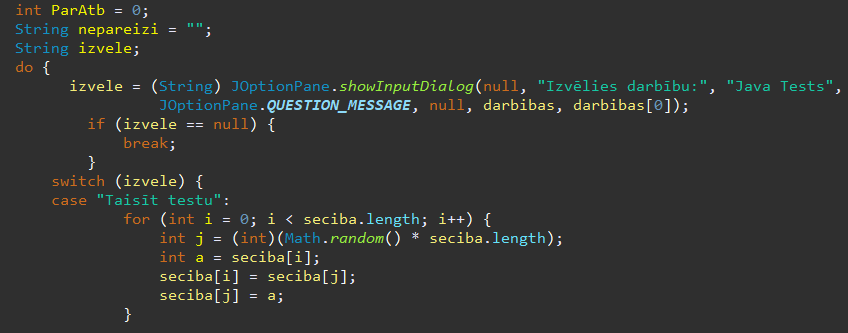 int ParAtb = 0;
String nepareizi = "";
String izvele;
do {
izvele = (String) JOptionPane.showInputDialog(null, "Izvēlies darbību:", "Java Tests",
JOptionPane.QUESTION_MESSAGE, null, darbibas, darbibas[0]);
if (izvele == null) {
break;
}
switch (izvele) {
case "Taisīt testu":
for (int i = 0; i < seciba.length; i++) {
int j = (int)(Math.random() * seciba.length);
int a = seciba[i];
seciba[i] = seciba[j];
seciba[j] = a;
}